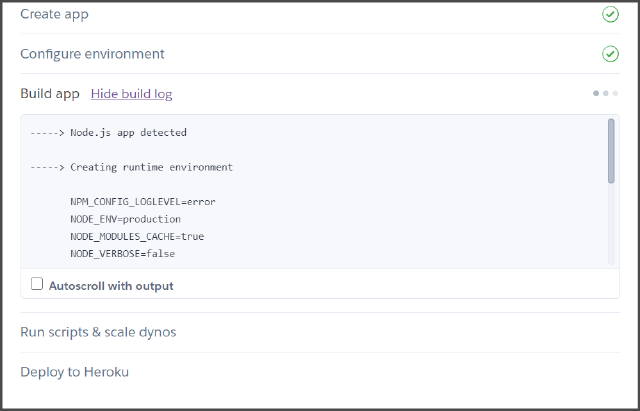 Create app
Configure environment
Build app Hide build log
-----> Node.js app detected
-----> Creating runtime environment
NPM_CONFIG_LOGLEVEL=error
NODE_ENV=production
NODE_MODULES_CACHE=true
NODE_VERBOSE=false
Autoscroll with output
Run scripts & scale dynos
Deploy to Heroku